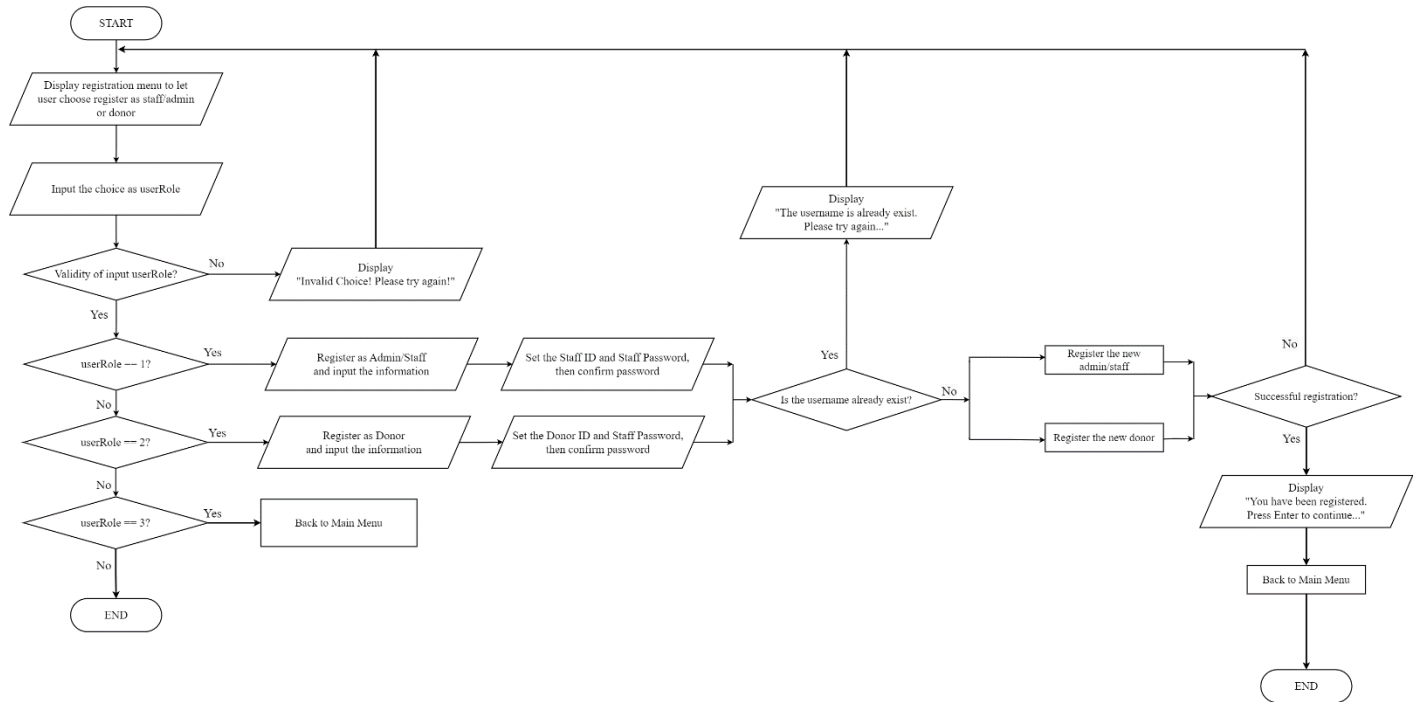 START
Display registration menu to let
user choose register as staff/admin
or donor
Input the choice as userRole
Validity of input userRole?
No
Display
"Invalid Choice! Please try again!"
Yes
userRole == 1?
Yes
Register as Admin/Staff
and input the information
Set the Staff ID and Staff Password,
then confirm password
No
userRole == 2?
Yes
Register as Donor
and input the information
Set the Donor ID and Staff Password,
then confirm password
No
userRole == 3?
Yes
Back to Main Menu
No
END
Display
"The username is already exist.
Please try again..."
Yes
Is the username already exist?
No
Register the new
admin/staff
Register the new donor
No
Successful registration?
Yes
Display
"You have been registered.
Press Enter to continue..."
Back to Main Menu
END